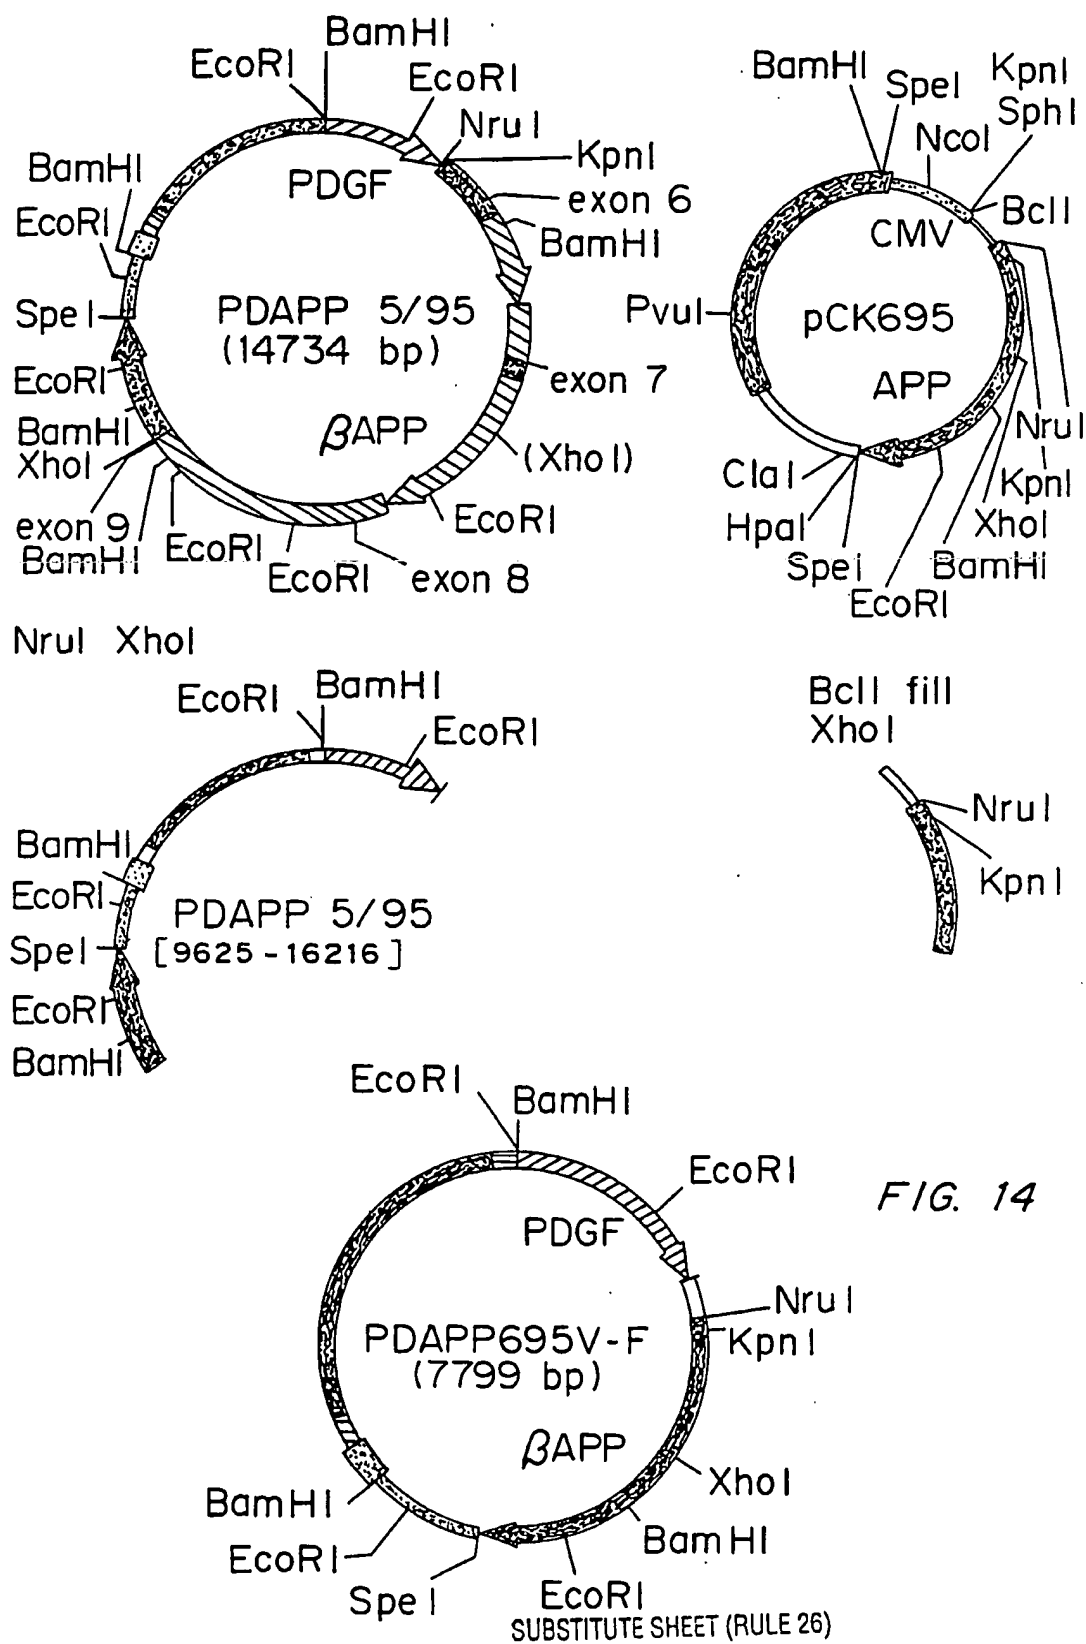 BamHI
EcoRI
EcoRI
NruI
KpnI
exon 6
BamHI
BamHI
EcoRI
PDGF
SpeI
PDAPP 5/95
(14734 bp)
EcoRI
exon 7
BamHI
βAPP
XhoI
(XhoI)
exon 9
EcoRI
BamHI
EcoRI
EcoRI
exon 8
BamHI
SpeI
KpnI
SphI
NcoI
BclI
CMV
PvuI
pCK695
APP
NruI
ClaI
KpnI
HpaI
XhoI
SpeI
BamHI
EcoRI
NruI XhoI
EcoRI
BamHI
EcoRI
BamHI
EcoRI
PDAPP 5/95
SpeI
[9625-16216]
EcoRI
BamHI
BclI fill
XhoI
NruI
KpnI
EcoRI
BamHI
EcoRI
FIG. 14
PDGF
NruI
KpnI
PDAPP695V-F
(7799 bp)
βAPP
XhoI
BamHI
BamHI
EcoRI
EcoRI
SpeI
SUBSTITUTE SHEET (RULE 26)